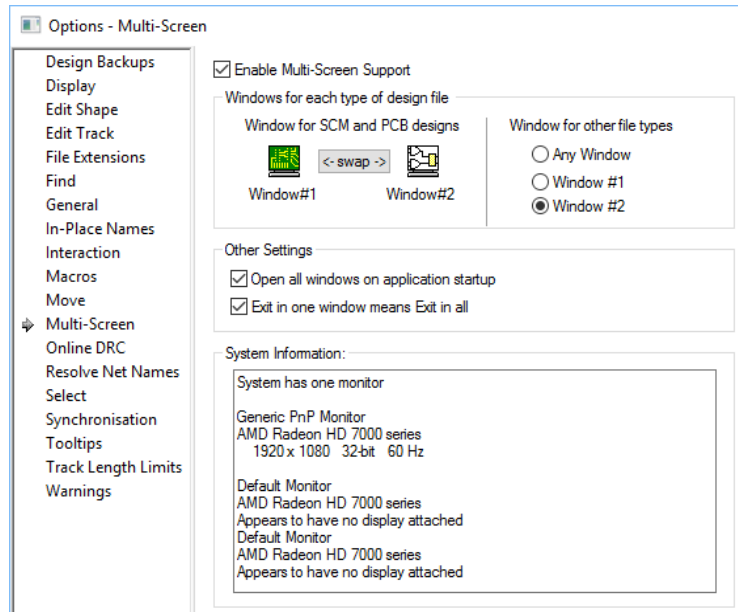 Options - Multi-Screen
Design Backups
Display
Edit Shape
Edit Track
File Extensions
Find
General
In-Place Names
Interaction
Macros
Move
Multi-Screen
Online DRC
Resolve Net Names
Select
Synchronisation
Tooltips
Track Length Limits
Warnings
Enable Multi-Screen Support
Windows for each type of design file
Window for SCM and PCB designs
<- swap ->
Window#1
Window#2
Window for other file types
Any Window
Window #1
Window #2
Other Settings
Open all windows on application startup
Exit in one window means Exit in all
System Information:
System has one monitor
Generic PnP Monitor
AMD Radeon HD 7000 series
1920 x 1080 32-bit 60 Hz
Default Monitor
AMD Radeon HD 7000 series
Appears to have no display attached
Default Monitor
AMD Radeon HD 7000 series
Appears to have no display attached